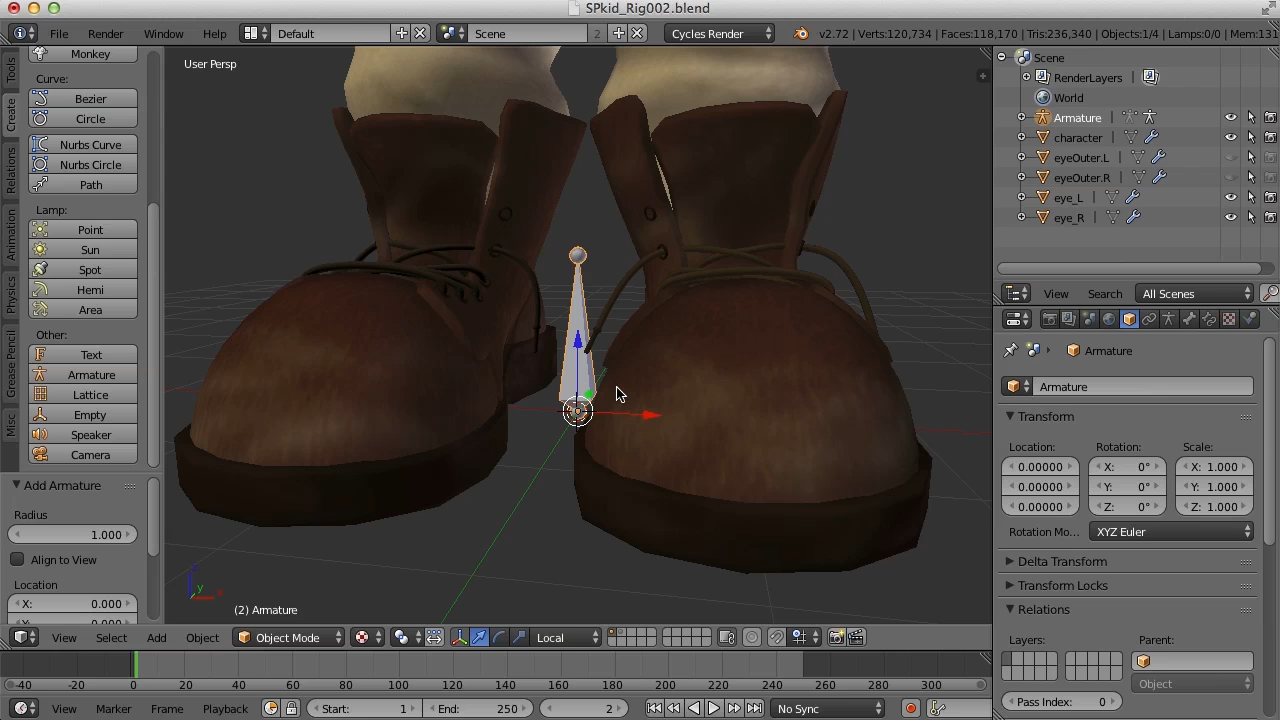 SPkid_Rig002.blend
File Render Window Help Default Scene 2 Cycles Render v2.72 | Verts:120,734 | Faces:118,170 | Tris:236,340 | Objects:1/4 | Lamps:0/0 | Mem:131
Tools
Create
Relations
Animation
Physics
Grease Pencil
Misc
Monkey
Curve:
Bezier
Circle
Nurbs Curve
Nurbs Circle
Path
Lamp:
Point
Sun
Spot
Hemi
Area
Other:
Text
Armature
Lattice
Empty
Speaker
Camera
Add Armature
Radius
1.000
Align to View
Location
X: 0.000
User Persp
(2) Armature
View Select Add Object Object Mode Local
Scene
RenderLayers
World
Armature
character
eyeOuter.L
eyeOuter.R
eye_L
eye_R
View Search All Scenes
Armature
Armature
Transform
Location: Rotation: Scale:
0.00000 X: 0° X: 1.000
0.00000 Y: 0° Y: 1.000
0.00000 Z: 0° Z: 1.000
Rotation Mo... XYZ Euler
Delta Transform
Transform Locks
Relations
Layers: Parent:
Object
Pass Index: 0
-40 -20 0 20 40 60 80 100 120 140 160 180 200 220 240 260 280 300
View Marker Frame Playback Start: 1 End: 250 2 No Sync